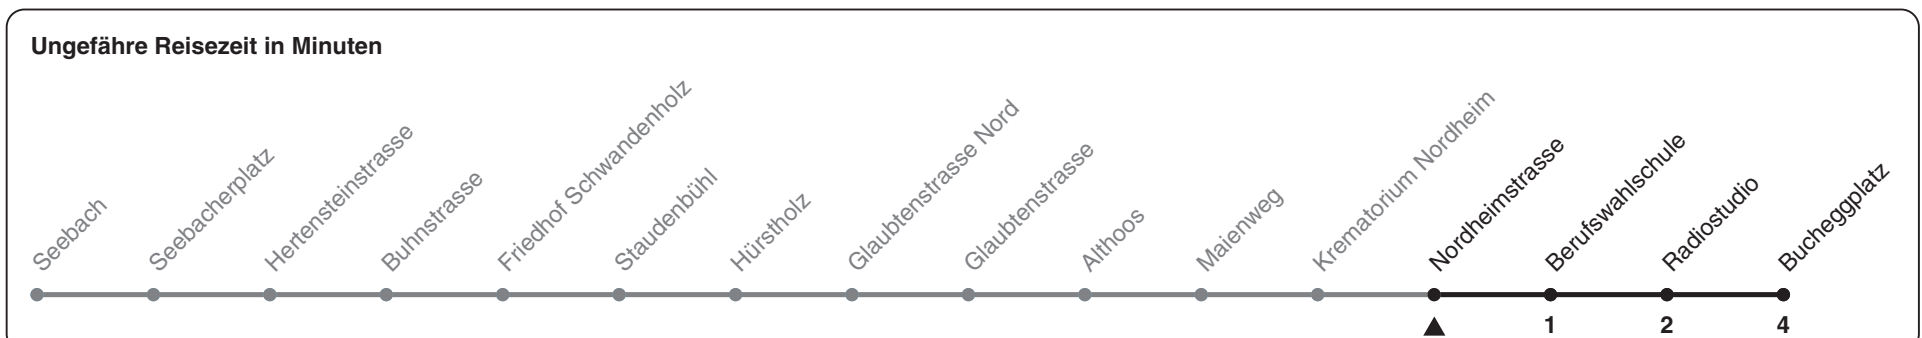 Ungefähre Reisezeit in Minuten
Seebach
Seebacherplatz
Hertensteinstrasse
Buhnstrasse
Friedhof Schwandenholz
Staudenbühl
Hürstholz
Glaubtenstrasse Nord
Glaubtenstrasse
Althoos
Maienweg
Krematorium Nordheim
Nordheimstrasse
Berufswahlschule
Radiostudio
Bucheggplatz
1 2 4